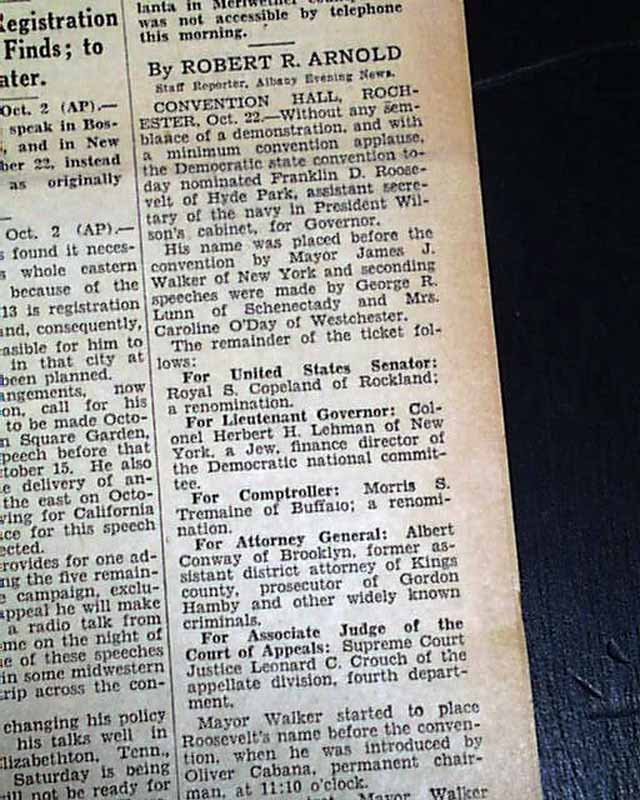 Registration
Finds; to
ater.
Oct. 2 (AP).—
speak in Bos-
, and in New
ber 22, instead
as originally
Oct. 2 (AP).—
s found it neces-
s whole eastern
because of the
13 is registration
and, consequently,
easible for him to
in that city at
been planned.
angements, now
on, call for his
to be made Octo-
n Square Garden,
speech before that
ctober 15. He also
e delivery of an-
the east on Octo-
ving for California
ce for this speech
ected.
rovides for one ad-
ng the five remain-
e campaign, exclu-
appeal he will make
a radio talk from
me on the night of
e of these speeches
in some midwestern
rip across the con-
changing his policy
his talks well in
lizabethton, Tenn.,
Saturday is being
ill not be ready for
lanta in Meriwether
was not accessible by telephone
this morning.
By ROBERT R. ARNOLD
Staff Reporter, Albany Evening News.
CONVENTION HALL, ROCH-
ESTER, Oct. 22.—Without any sem-
blance of a demonstration, and with
a minimum convention applause,
the Democratic state convention to-
day nominated Franklin D. Roose-
velt of Hyde Park, assistant secre-
tary of the navy in President Wil-
son's cabinet, for Governor.
His name was placed before the
convention by Mayor James J.
Walker of New York and seconding
speeches were made by George R.
Lunn of Schenectady and Mrs.
Caroline O'Day of Westchester.
The remainder of the ticket fol-
lows:
For United States Senator:
Royal S. Copeland of Rockland;
a renomination.
For Lieutenant Governor: Col-
onel Herbert H. Lehman of New
York, a Jew, finance director of
the Democratic national commit-
tee.
For Comptroller: Morris S.
Tremaine of Buffalo; a renomi-
nation.
For Attorney General: Albert
Conway of Brooklyn, former as-
sistant district attorney of Kings
county, prosecutor of Gordon
Hamby and other widely known
criminals.
For Associate Judge of the
Court of Appeals: Supreme Court
Justice Leonard C. Crouch of the
appellate division, fourth depart-
ment.
Mayor Walker started to place
Roosevelt's name before the conven-
tion, when he was introduced by
Oliver Cabana, permanent chair-
man, at 11:10 o'clock.
Mayor Walker